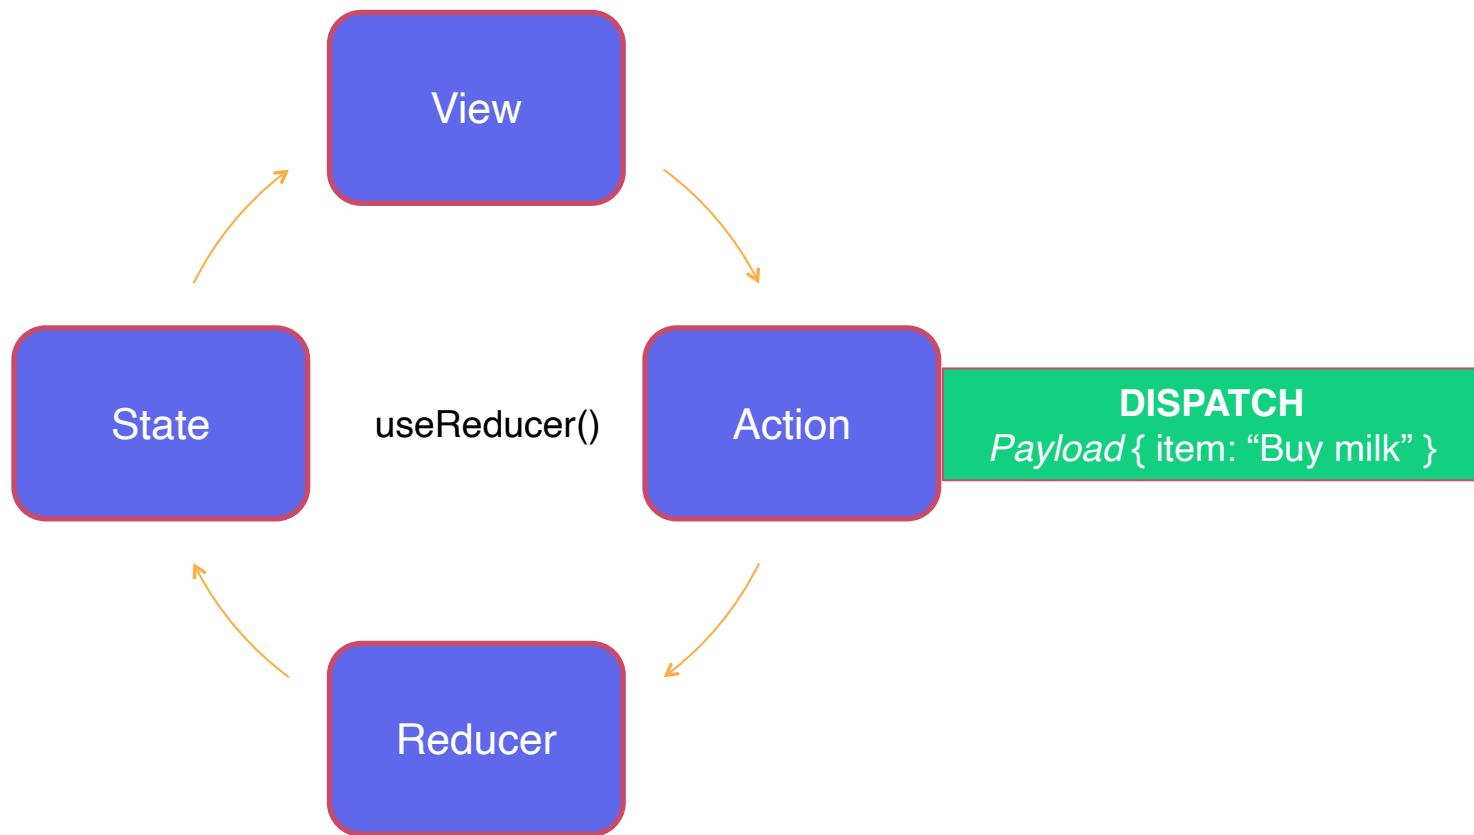 View
State
useReducer()
Action
DISPATCH
Payload { item: “Buy milk” }
Reducer